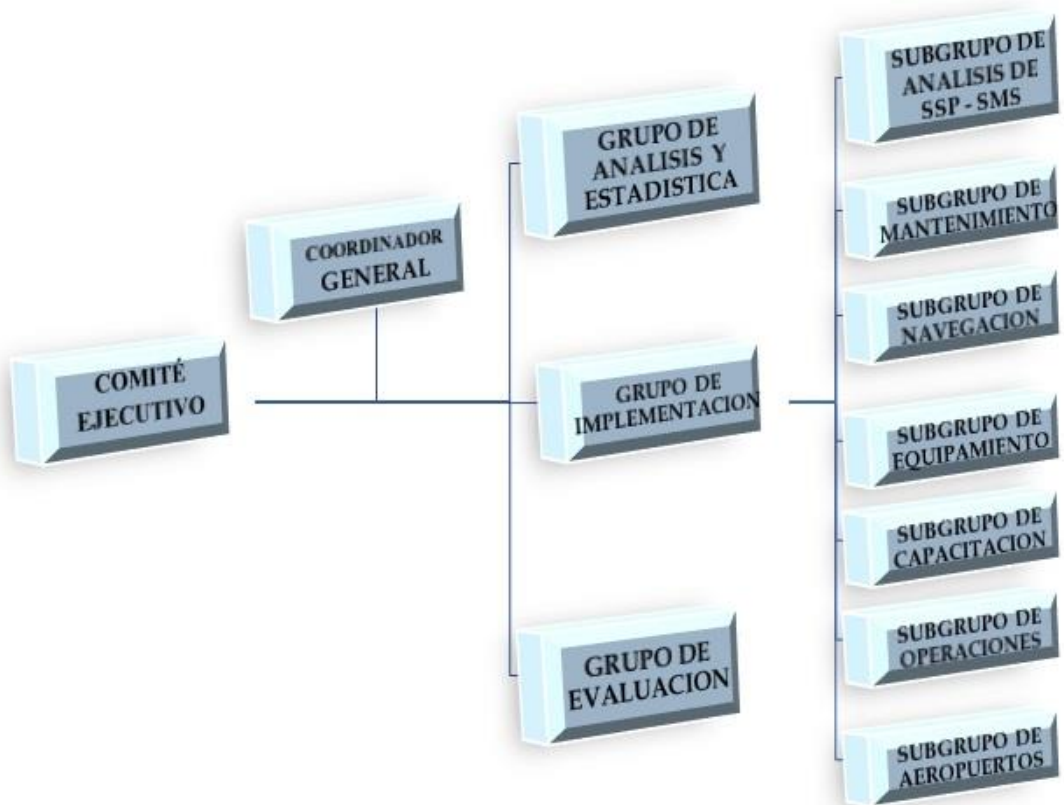 COMITÉ
EJECUTIVO
COORDINADOR
GENERAL
GRUPO DE
ANALISIS Y
ESTADISTICA
GRUPO DE
IMPLEMENTACION
GRUPO DE
EVALUACION
SUBGRUPO DE
ANALISIS DE
SSP - SMS
SUBGRUPO DE
MANTENIMIENTO
SUBGRUPO DE
NAVEGACION
SUBGRUPO DE
EQUIPAMIENTO
SUBGRUPO DE
CAPACITACION
SUBGRUPO DE
OPERACIONES
SUBGRUPO DE
AEROPUERTOS